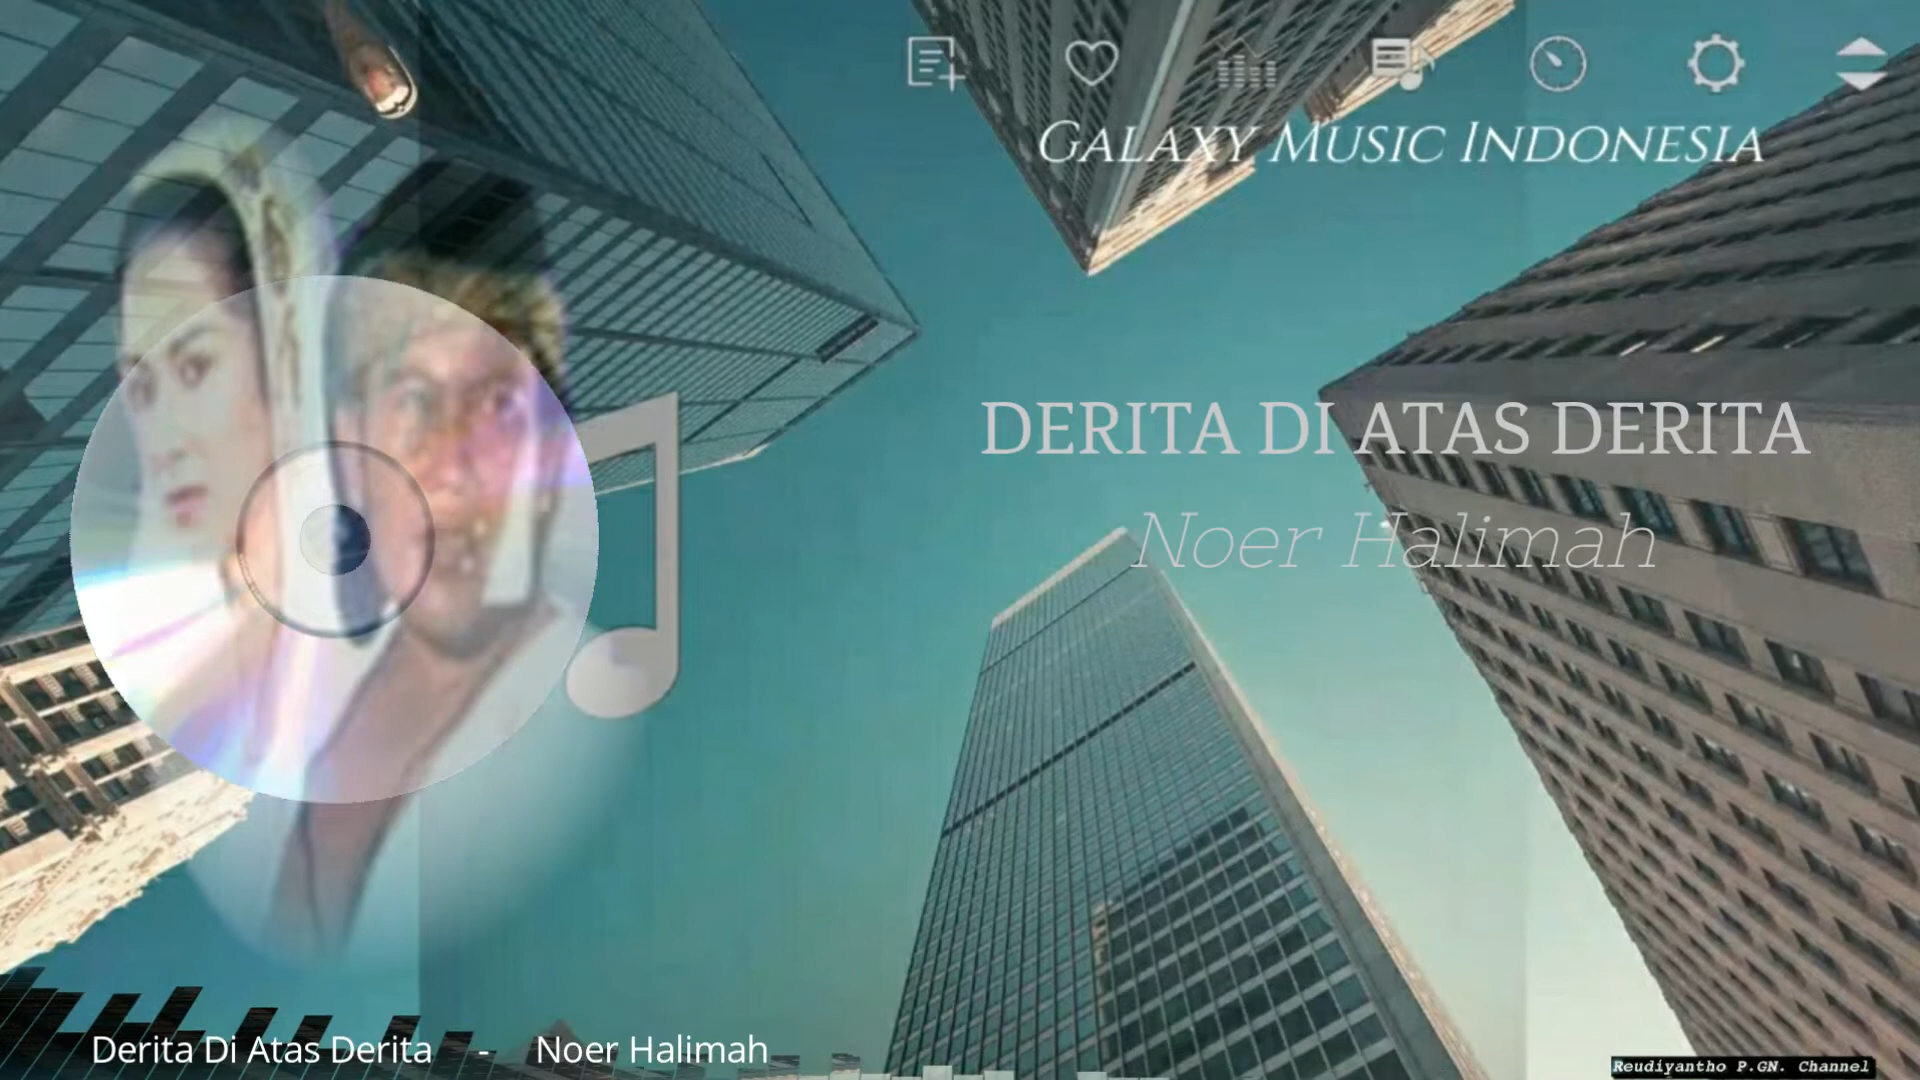 GALAXY MUSIC INDONESIA
DERITA DI ATAS DERITA
Noer Halimah
Derita Di Atas Derita - Noer Halimah
Reudiyantho P.GN. Channel